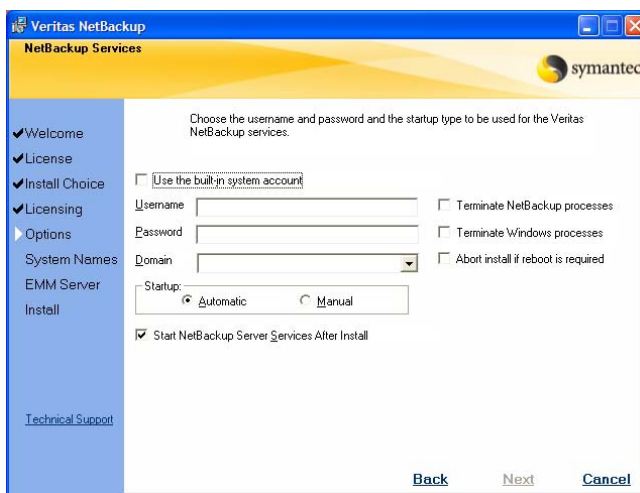 Veritas NetBackup
NetBackup Services
symantec
Choose the username and password and the startup type to be used for the Veritas
NetBackup services.
Welcome
License
Install Choice
Licensing
Options
System Names
EMM Server
Install
Technical Support
Use the built-in system account
Username
Password
Domain
Terminate NetBackup processes
Terminate Windows processes
Abort install if reboot is required
Startup:
Automatic Manual
Start NetBackup Server Services After Install
Back Next Cancel